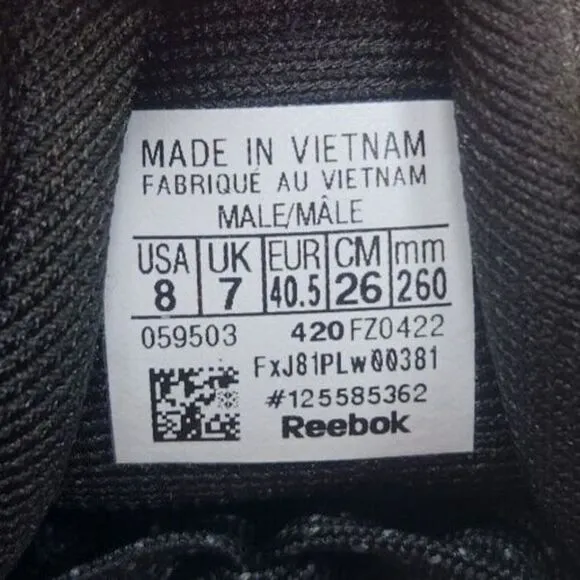 MADE IN VIETNAM
FABRIQUÉ AU VIETNAM
MALE/MÂLE
USA UK EUR CM mm
8 7 40.5 26 260
059503 420 FZ0422
FxJ81PLw00381
#125585362
Reebok